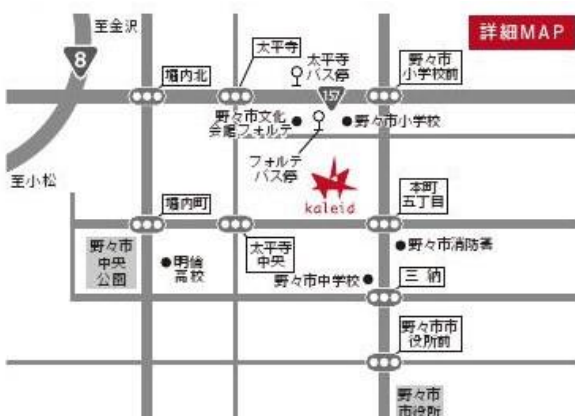 至金沢
8
詳細MAP
堀内北
太平寺
太平寺
バス停
野々市
小学校前
157
野々市文化
会館フォルテ
野々市小学校
フォルテ
バス停
至小松
kaleid
堀内町
本町
五丁目
野々市
中央
公園
明倫
高校
太平寺
中央
野々市消防署
野々市中学校
三納
野々市市
役所前
野々市
市役所